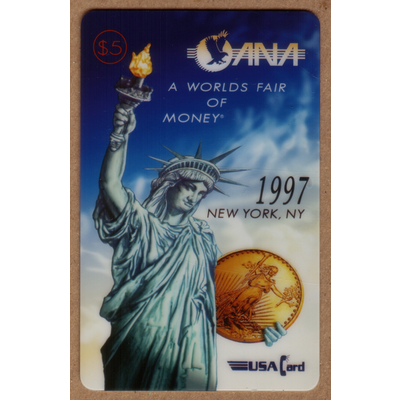 $5
ANA
A WORLDS FAIR
OF
MONEY®
1997
NEW YORK, NY
USA Card